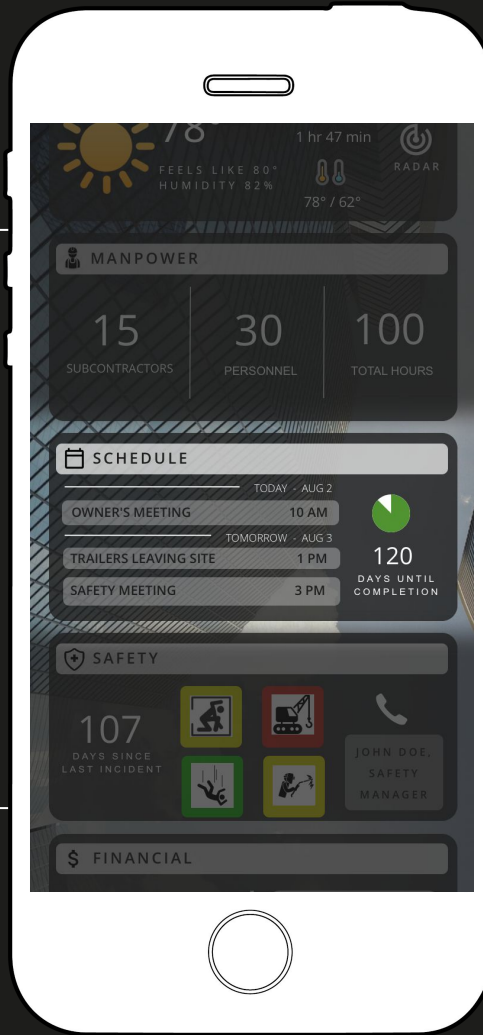 78°
1 hr 47 min
FEELS LIKE 80°
HUMIDITY 82%
RADAR
78° / 62°
MANPOWER
15
SUBCONTRACTORS
30
PERSONNEL
100
TOTAL HOURS
SCHEDULE
TODAY - AUG 2
OWNER'S MEETING 10 AM
TOMORROW - AUG 3
TRAILERS LEAVING SITE 1 PM
SAFETY MEETING 3 PM
120
DAYS UNTIL
COMPLETION
SAFETY
107
DAYS SINCE
LAST INCIDENT
JOHN DOE,
SAFETY
MANAGER
$ FINANCIAL